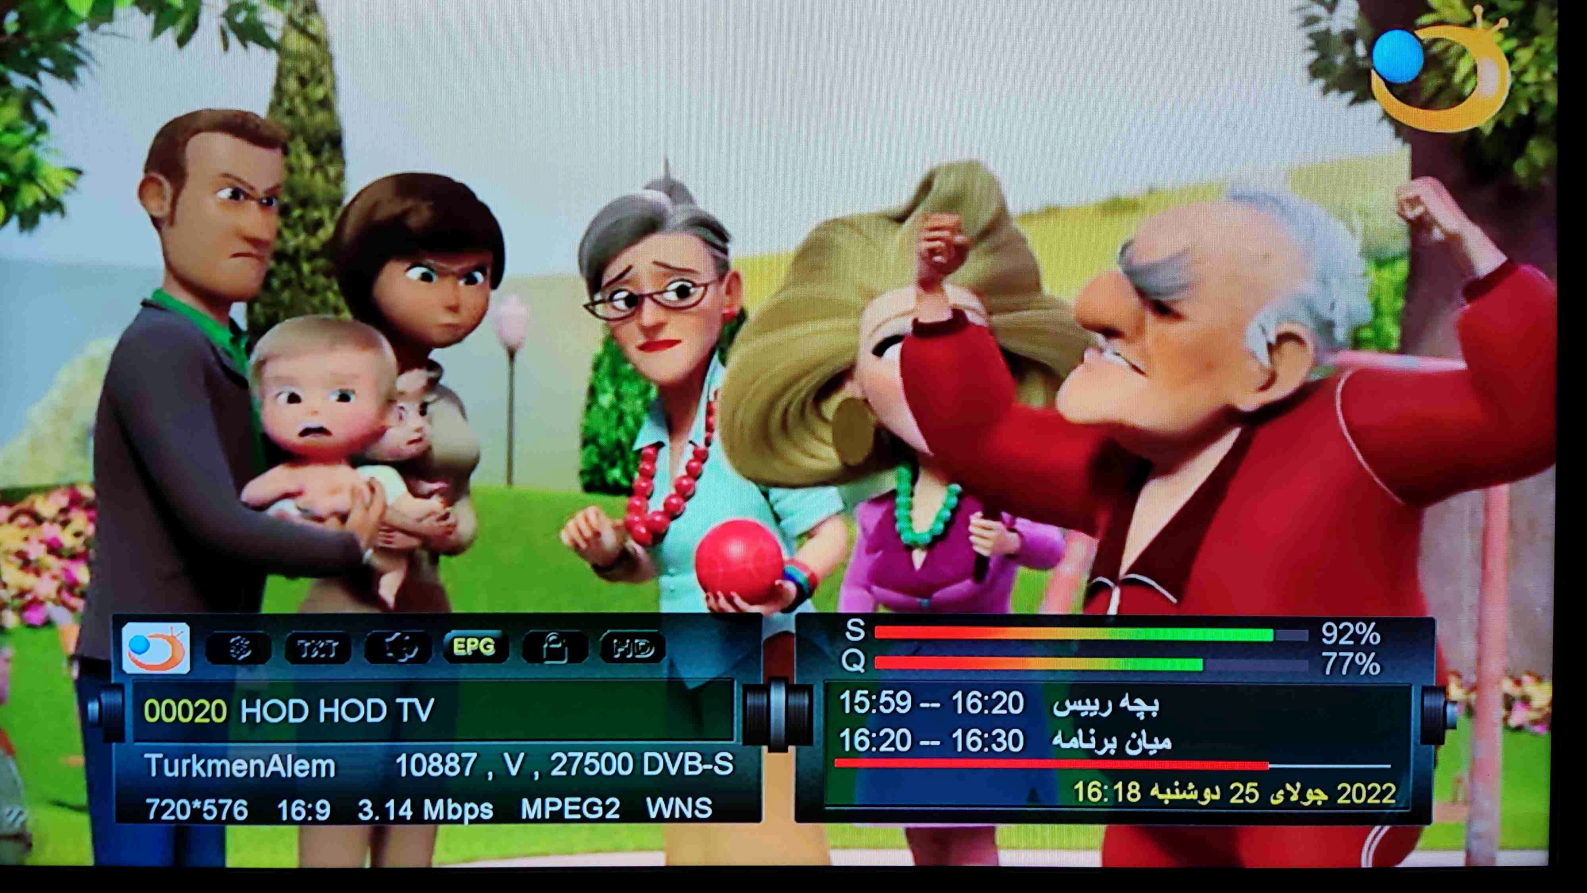 TXT EPG HD
00020 HOD HOD TV
TurkmenAlem 10887 , V , 27500 DVB-S
720*576 16:9 3.14 Mbps MPEG2 WNS
S 92%
Q 77%
15:59 -- 16:20 بچه رییس
16:20 -- 16:30 میان برنامه
2022 جولای 25 دوشنبه 16:18